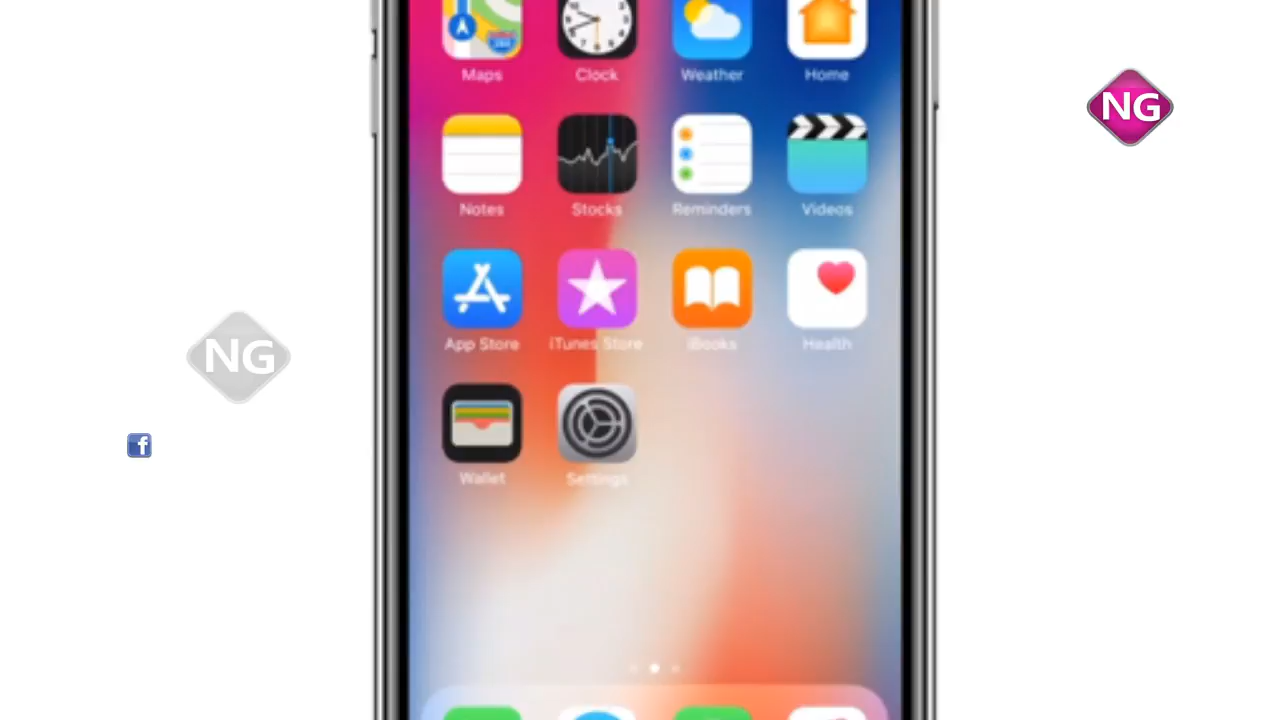 Maps Clock Weather Home
NG
Notes Stocks Reminders Videos
App Store iTunes Store iBooks Health
NG
f
Wallet Settings